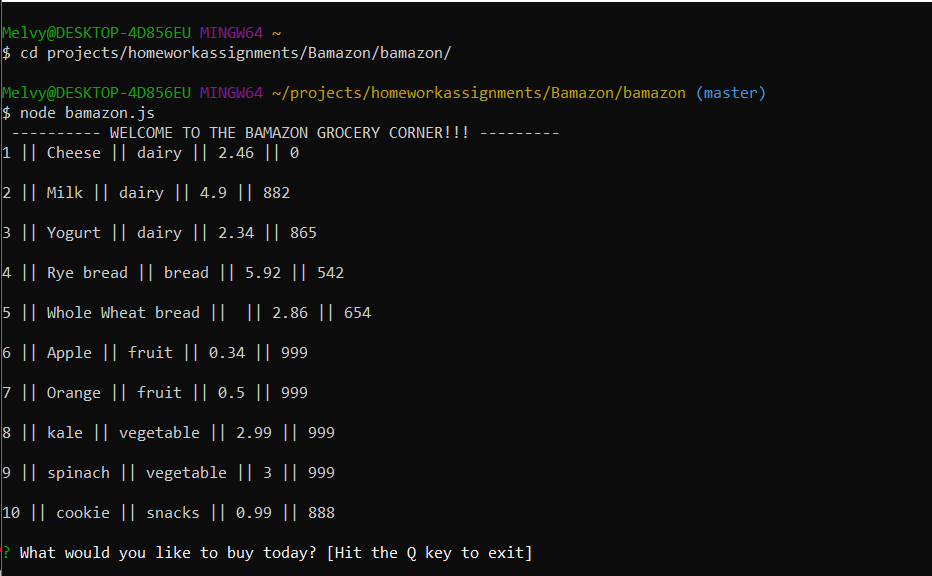 Melvy@DESKTOP-4D856EU MINGW64 ~
$ cd projects/homeworkassignments/Bamazon/bamazon/
Melvy@DESKTOP-4D856EU MINGW64 ~/projects/homeworkassignments/Bamazon/bamazon (master)
$ node bamazon.js
---------- WELCOME TO THE BAMAZON GROCERY CORNER!!! ---------
1 || Cheese || dairy || 2.46 || 0
2 || Milk || dairy || 4.9 || 882
3 || Yogurt || dairy || 2.34 || 865
4 || Rye bread || bread || 5.92 || 542
5 || Whole Wheat bread ||  || 2.86 || 654
6 || Apple || fruit || 0.34 || 999
7 || Orange || fruit || 0.5 || 999
8 || kale || vegetable || 2.99 || 999
9 || spinach || vegetable || 3 || 999
10 || cookie || snacks || 0.99 || 888
? What would you like to buy today? [Hit the Q key to exit]